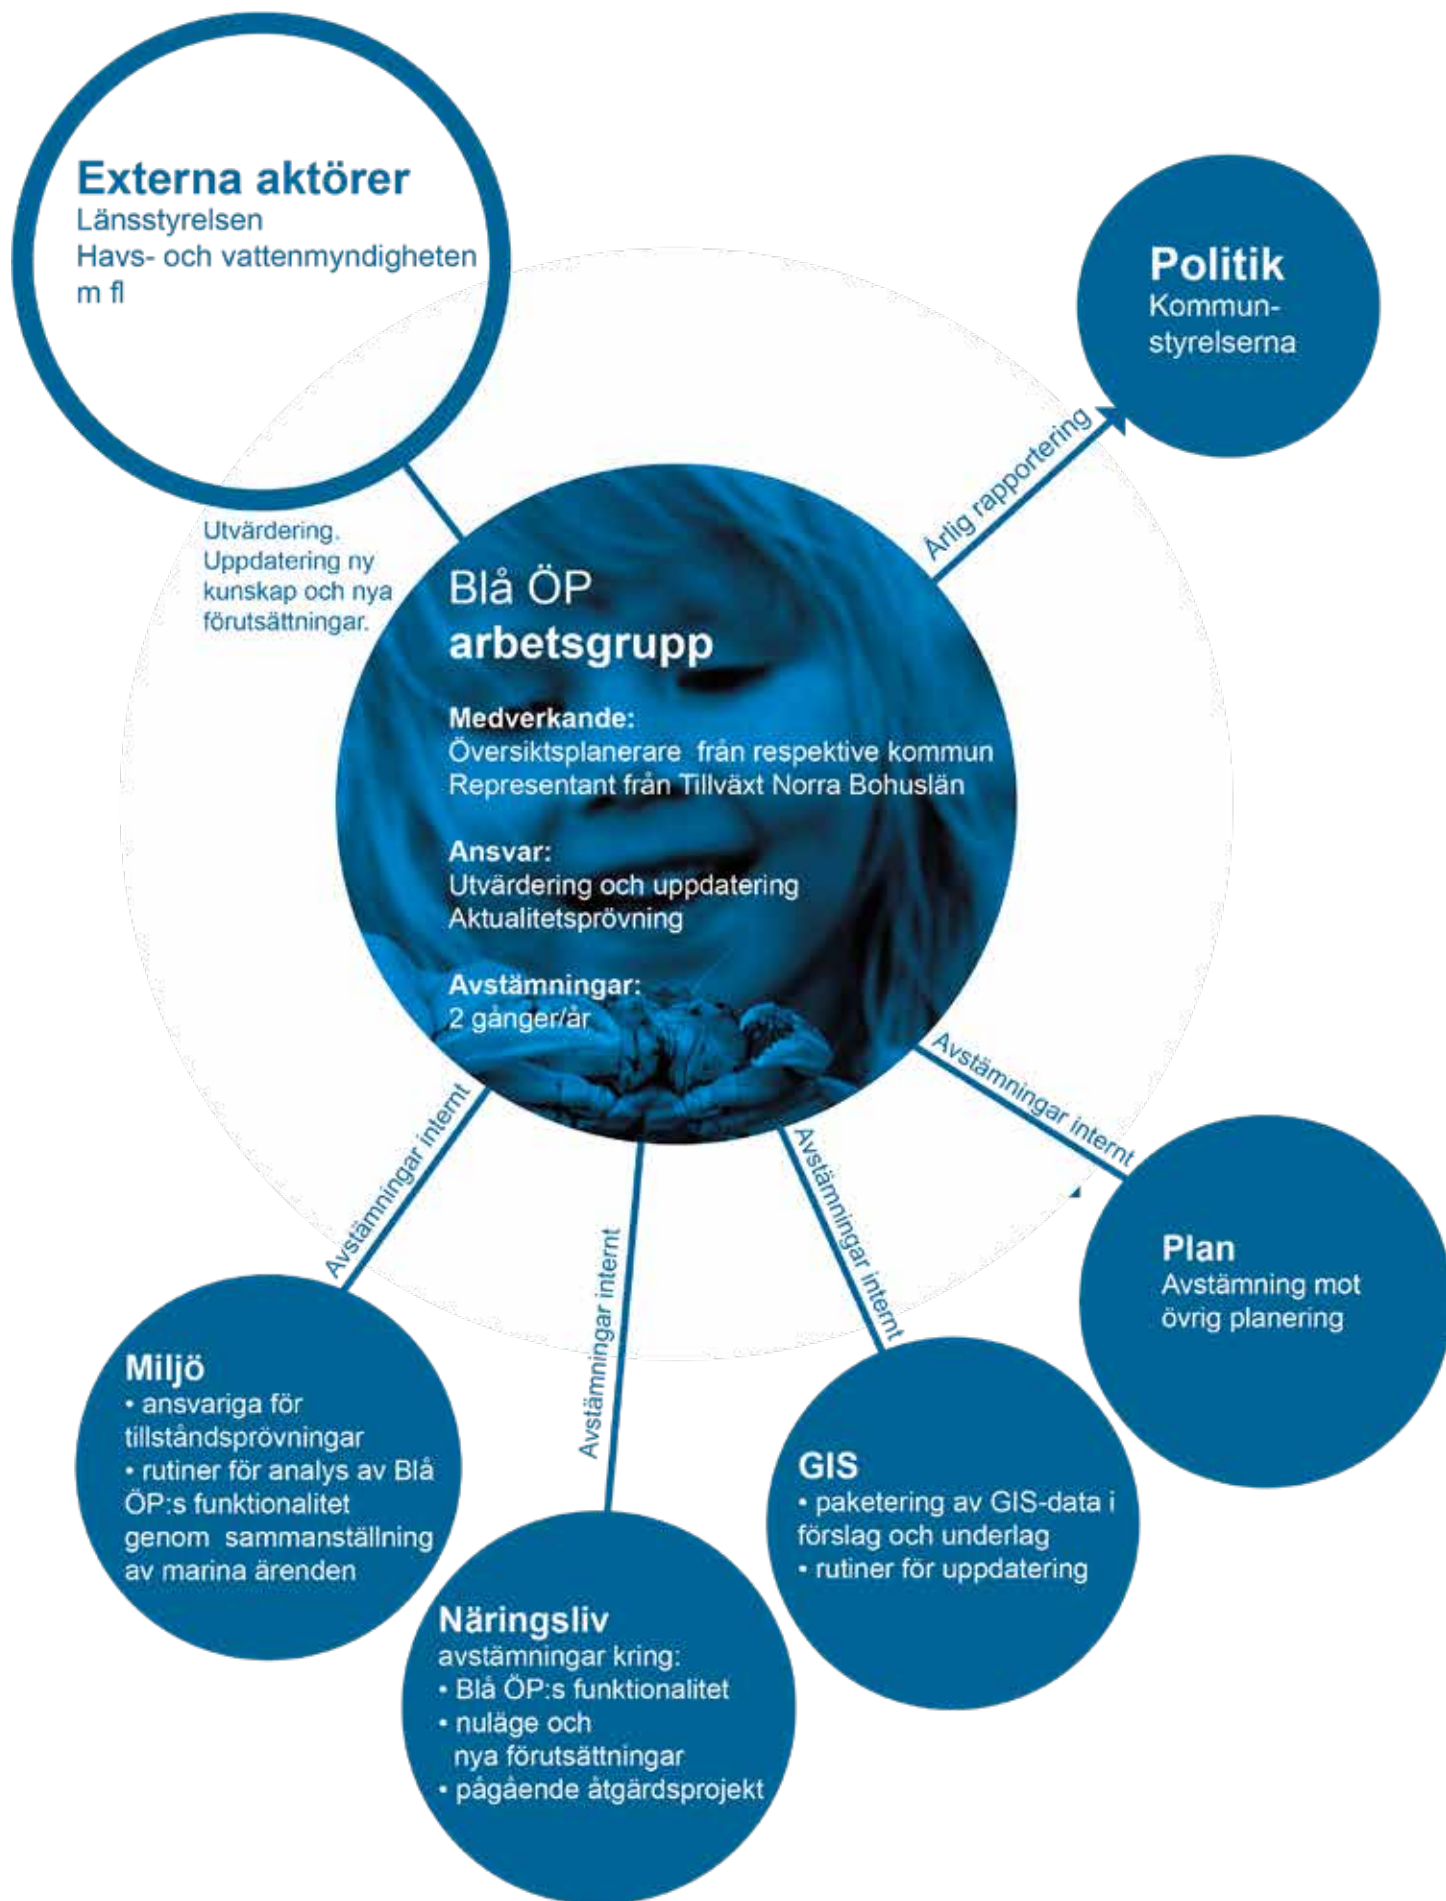 Externa aktörer
Länsstyrelsen
Havs- och vattenmyndigheten
m fl
Politik
Kommun-
styrelserna
Årlig rapportering
Utvärdering.
Uppdatering ny
kunskap och nya
förutsättningar.
Blå ÖP
arbetsgrupp
Medverkande:
Översiktsplanerare från respektive kommun
Representant från Tillväxt Norra Bohuslän
Ansvar:
Utvärdering och uppdatering
Aktualitetsprövning
Avstämningar:
2 gånger/år
Avstämningar internt
Avstämningar internt
Avstämningar internt
Avstämningar internt
Plan
Avstämning mot
övrig planering
Miljö
• ansvariga för
tillståndsprövningar
• rutiner för analys av Blå
ÖP:s funktionalitet
genom sammanställning
av marina ärenden
GIS
• paketering av GIS-data i
förslag och underlag
• rutiner för uppdatering
Näringsliv
avstämningar kring:
• Blå ÖP:s funktionalitet
• nuläge och
nya förutsättningar
• pågående åtgärdsprojekt